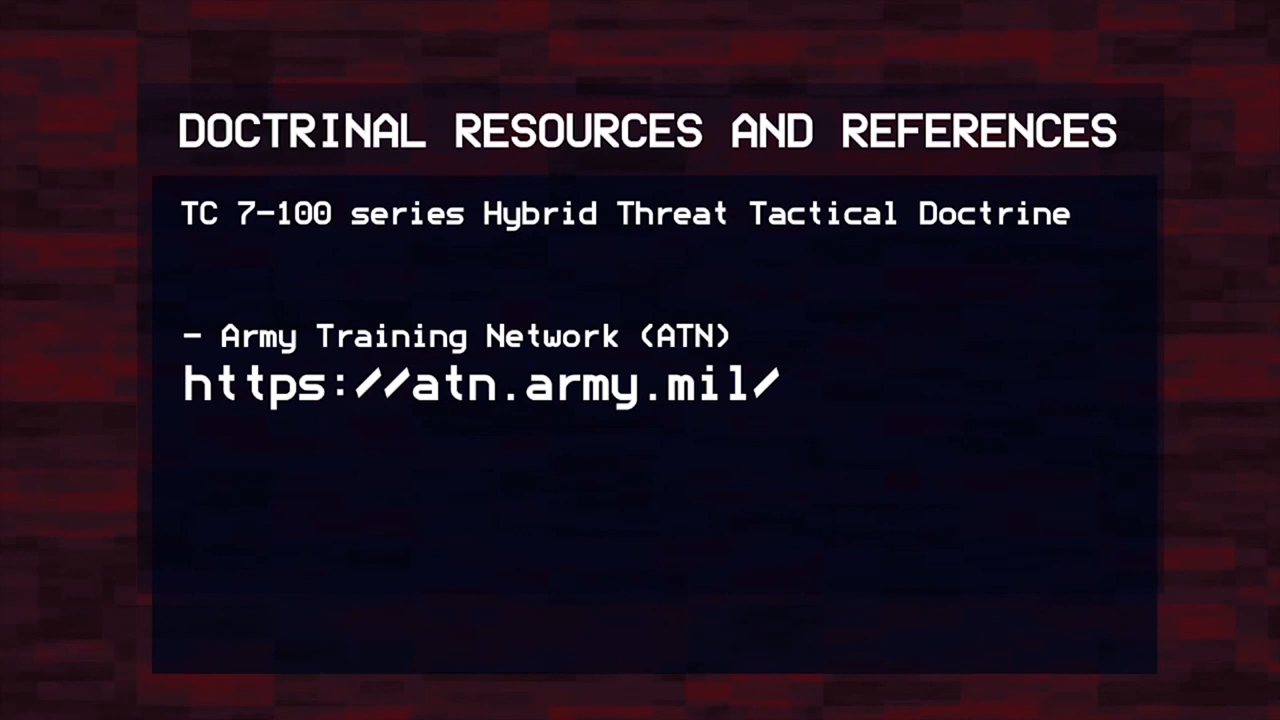 DOCTRINAL RESOURCES AND REFERENCES
TC 7-100 series Hybrid Threat Tactical Doctrine
- Army Training Network (ATN)
https://atn.army.mil/